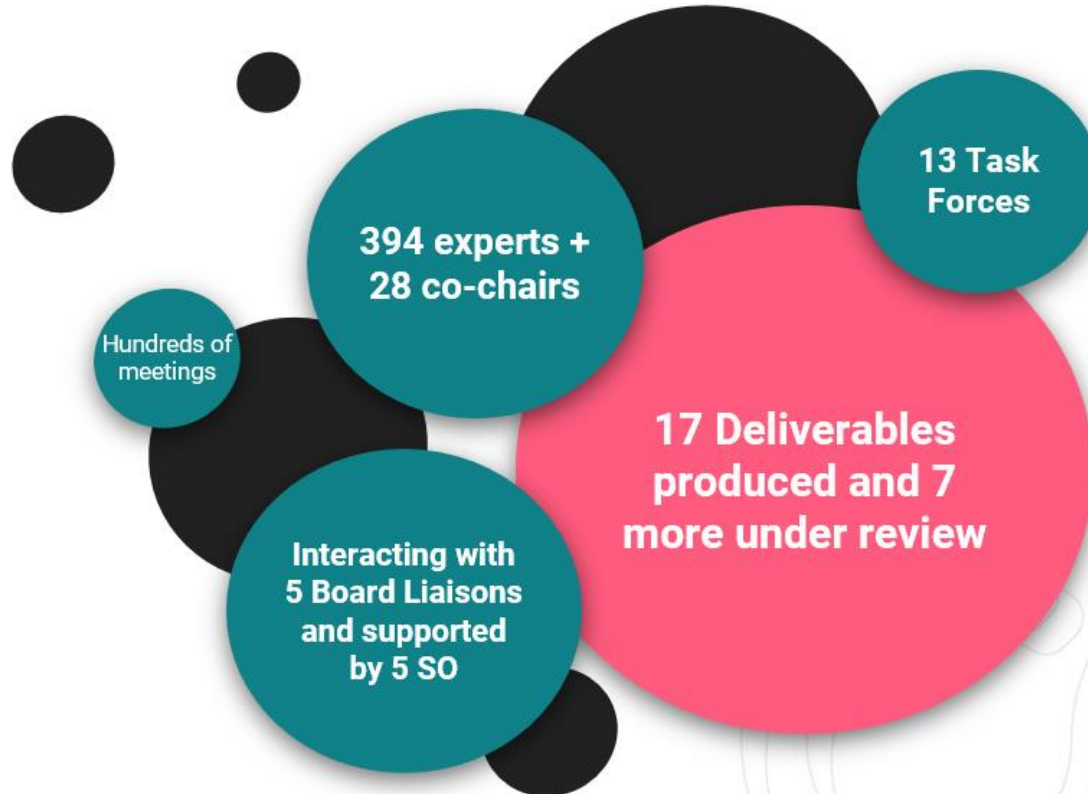 13 Task
Forces
394 experts +
28 co-chairs
Hundreds of
meetings
17 Deliverables
produced and 7
more under review
Interacting with
5 Board Liaisons
and supported
by 5 SO